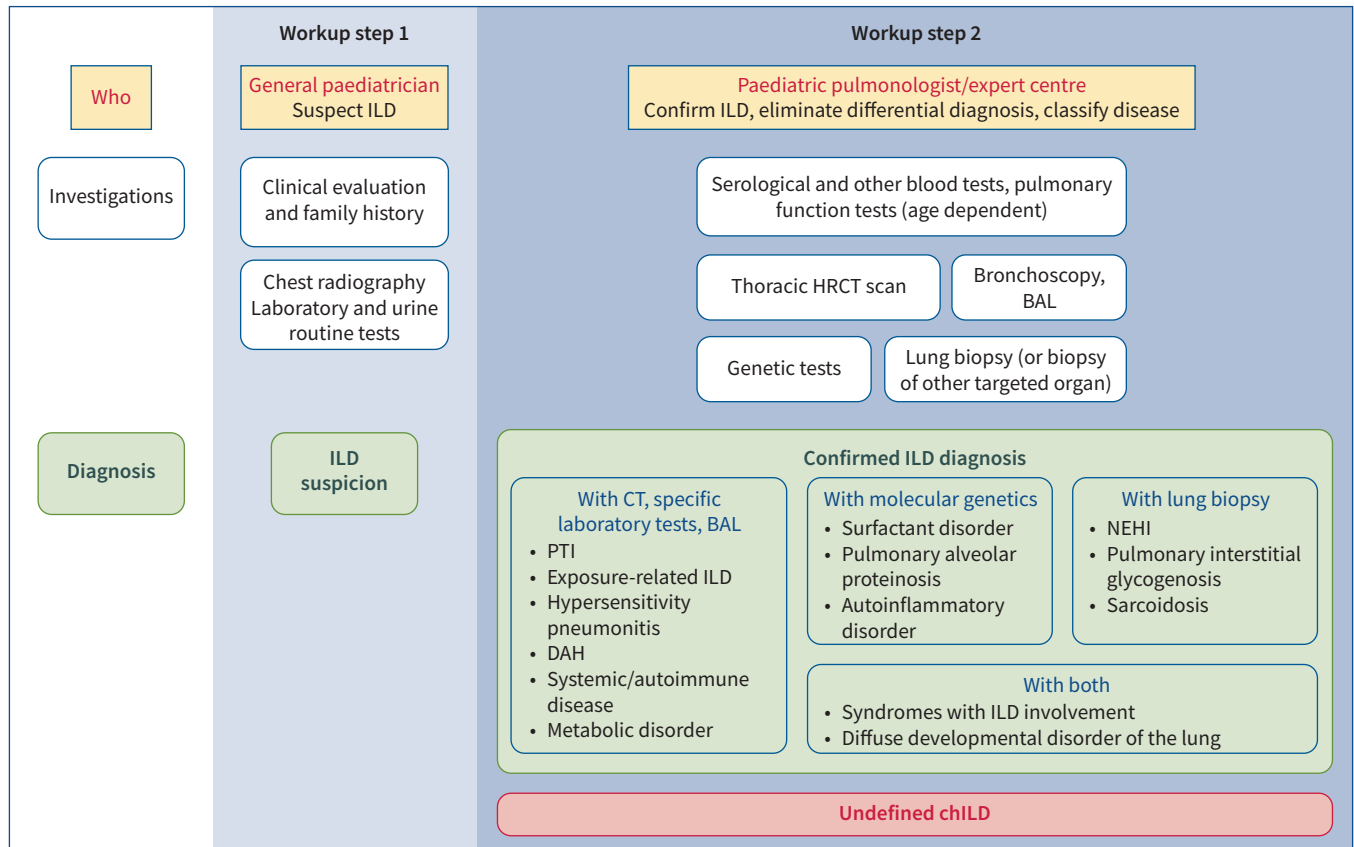 Workup step 1
Workup step 2
Who
General paediatrician
Suspect ILD
Paediatric pulmonologist/expert centre
Confirm ILD, eliminate differential diagnosis, classify disease
Investigations
Clinical evaluation
and family history
Chest radiography
Laboratory and urine
routine tests
Serological and other blood tests, pulmonary
function tests (age dependent)
Thoracic HRCT scan
Bronchoscopy,
BAL
Genetic tests
Lung biopsy (or biopsy
of other targeted organ)
Diagnosis
ILD
suspicion
Confirmed ILD diagnosis
With CT, specific
laboratory tests, BAL
• PTI
• Exposure-related ILD
• Hypersensitivity
pneumonitis
• DAH
• Systemic/autoimmune
disease
• Metabolic disorder
With molecular genetics
• Surfactant disorder
• Pulmonary alveolar
proteinosis
• Autoinflammatory
disorder
With lung biopsy
• NEHI
• Pulmonary interstitial
glycogenosis
• Sarcoidosis
With both
• Syndromes with ILD involvement
• Diffuse developmental disorder of the lung
Undefined chILD